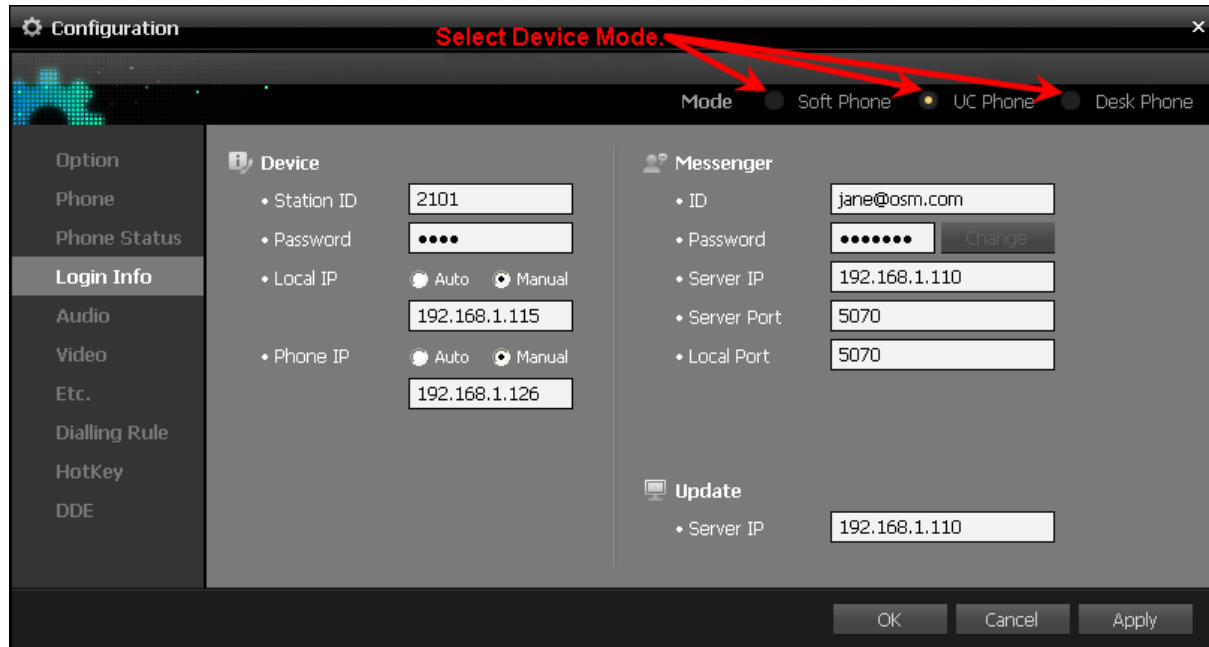 Configuration
Select Device Mode.
Mode Soft Phone UC Phone Desk Phone
Option
Phone
Phone Status
Login Info
Audio
Video
Etc.
Dialling Rule
HotKey
DDE
Device
• Station ID 2101
• Password ••••
• Local IP Auto Manual
192.168.1.115
• Phone IP Auto Manual
192.168.1.126
Messenger
• ID jane@osm.com
• Password ••••••• Change
• Server IP 192.168.1.110
• Server Port 5070
• Local Port 5070
Update
• Server IP 192.168.1.110
OK Cancel Apply